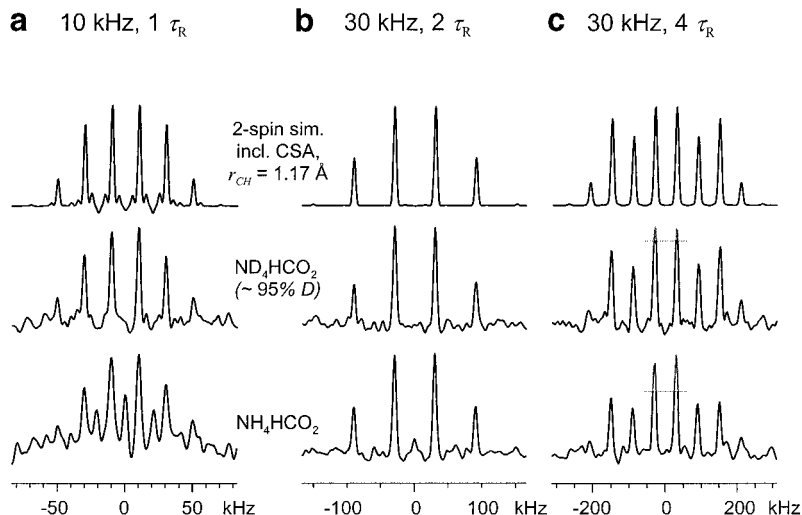 a 10 kHz, 1 τR
b 30 kHz, 2 τR
c 30 kHz, 4 τR
2-spin sim.
incl. CSA,
rCH = 1.17 Å
ND4HCO2
(~ 95% D)
NH4HCO2
-50 0 50 kHz
-100 0 100 kHz
-200 0 200 kHz